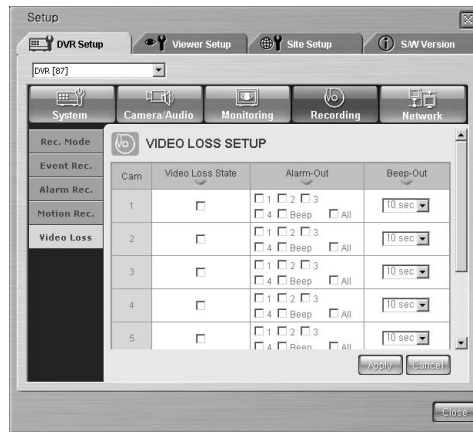 Setup
DVR Setup Viewer Setup Site Setup S/W Version
DVR [87]
System Camera/Audio Monitoring Recording Network
Rec. Mode
Event Rec.
Alarm Rec.
Motion Rec.
Video Loss
VIDEO LOSS SETUP
Cam Video Loss State Alarm-Out Beep-Out
1 1 2 3 10 sec
4 Beep All
2 1 2 3 10 sec
4 Beep All
3 1 2 3 10 sec
4 Beep All
4 1 2 3 10 sec
4 Beep All
5 1 2 3 10 sec
4 Beep All
Apply Cancel
Close